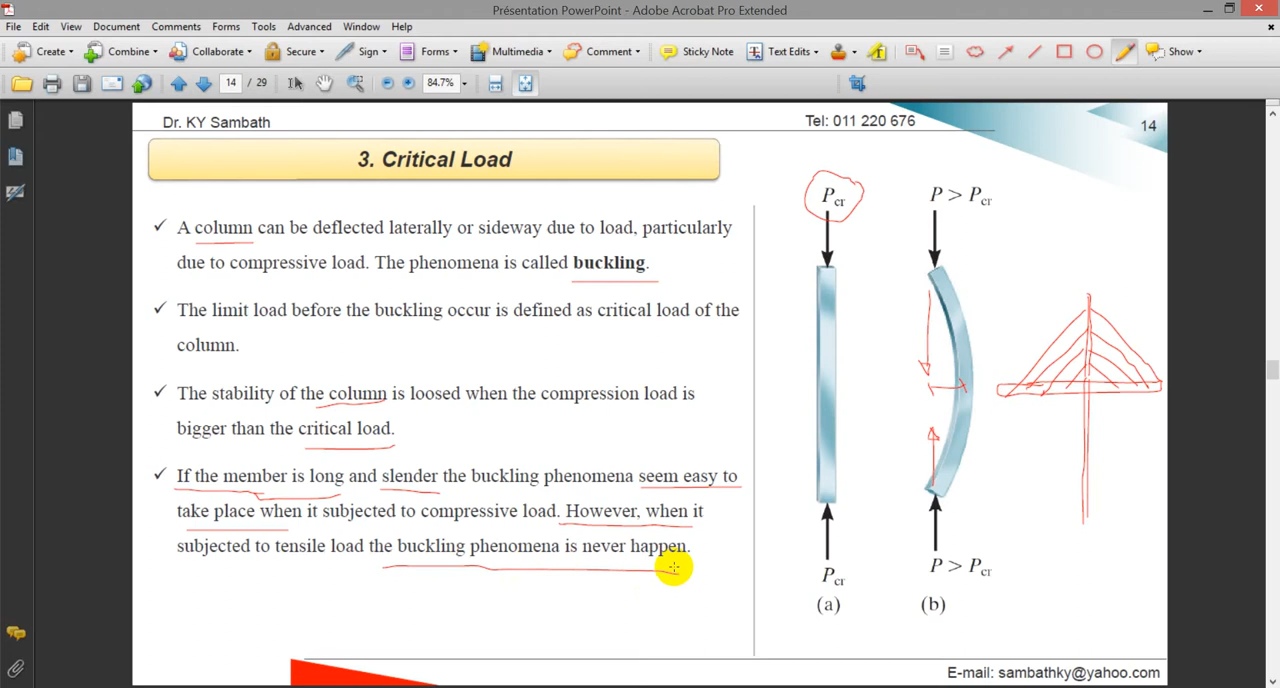 Présentation PowerPoint - Adobe Acrobat Pro Extended
File Edit View Document Comments Forms Tools Advanced Window Help
Create Combine Collaborate Secure Sign Forms Multimedia Comment Sticky Note Text Edits Show
14 / 29 84.7%
Dr. KY Sambath
Tel: 011 220 676
14
3. Critical Load
✓ A column can be deflected laterally or sideway due to load, particularly
due to compressive load. The phenomena is called buckling.
✓ The limit load before the buckling occur is defined as critical load of the
column.
✓ The stability of the column is loosed when the compression load is
bigger than the critical load.
✓ If the member is long and slender the buckling phenomena seem easy to
take place when it subjected to compressive load. However, when it
subjected to tensile load the buckling phenomena is never happen.
Pcr
P > Pcr
Pcr
P > Pcr
(a)
(b)
E-mail: sambathky@yahoo.com